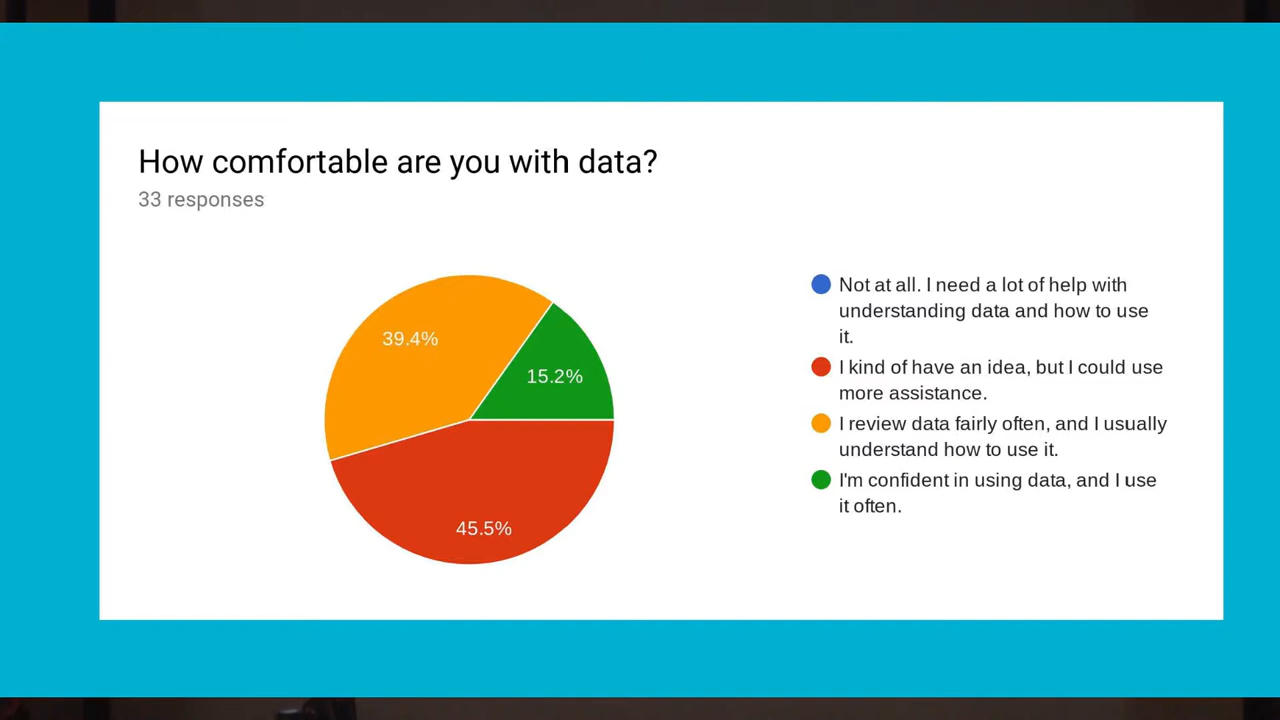 How comfortable are you with data?
33 responses
39.4%
15.2%
45.5%
Not at all. I need a lot of help with
understanding data and how to use
it.
I kind of have an idea, but I could use
more assistance.
I review data fairly often, and I usually
understand how to use it.
I'm confident in using data, and I use
it often.